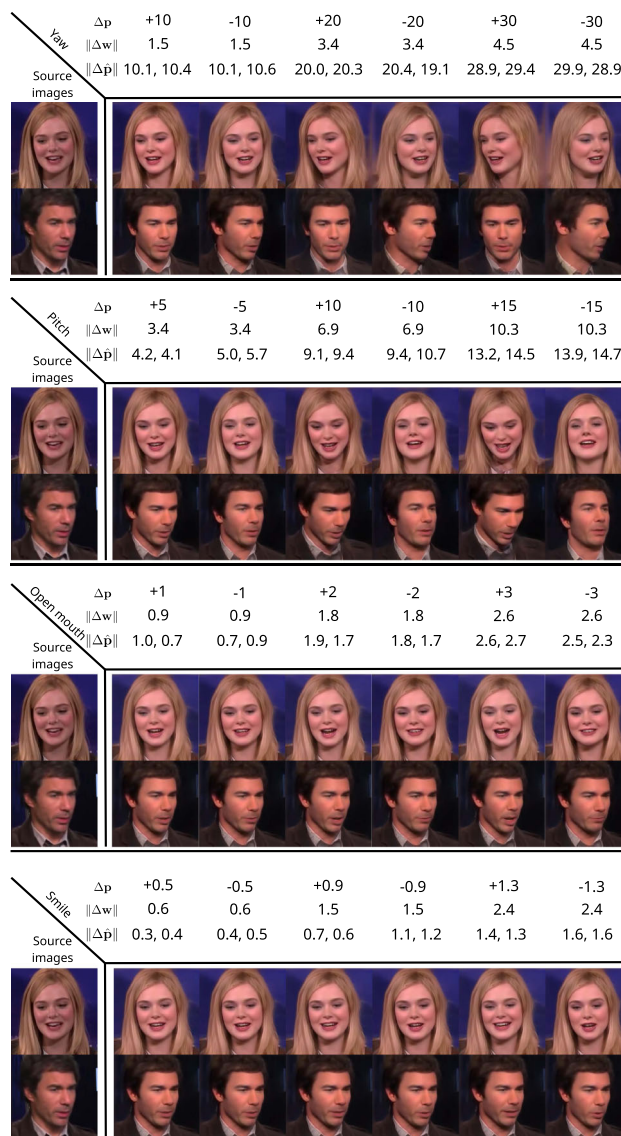 Yaw
Δp +10 -10 +20 -20 +30 -30
‖Δw‖ 1.5 1.5 3.4 3.4 4.5 4.5
‖Δp̂‖ 10.1, 10.4 10.1, 10.6 20.0, 20.3 20.4, 19.1 28.9, 29.4 29.9, 28.9
Source
images
Pitch
Δp +5 -5 +10 -10 +15 -15
‖Δw‖ 3.4 3.4 6.9 6.9 10.3 10.3
‖Δp̂‖ 4.2, 4.1 5.0, 5.7 9.1, 9.4 9.4, 10.7 13.2, 14.5 13.9, 14.7
Source
images
Open mouth
Δp +1 -1 +2 -2 +3 -3
‖Δw‖ 0.9 0.9 1.8 1.8 2.6 2.6
‖Δp̂‖ 1.0, 0.7 0.7, 0.9 1.9, 1.7 1.8, 1.7 2.6, 2.7 2.5, 2.3
Source
images
Smile
Δp +0.5 -0.5 +0.9 -0.9 +1.3 -1.3
‖Δw‖ 0.6 0.6 1.5 1.5 2.4 2.4
‖Δp̂‖ 0.3, 0.4 0.4, 0.5 0.7, 0.6 1.1, 1.2 1.4, 1.3 1.6, 1.6
Source
images